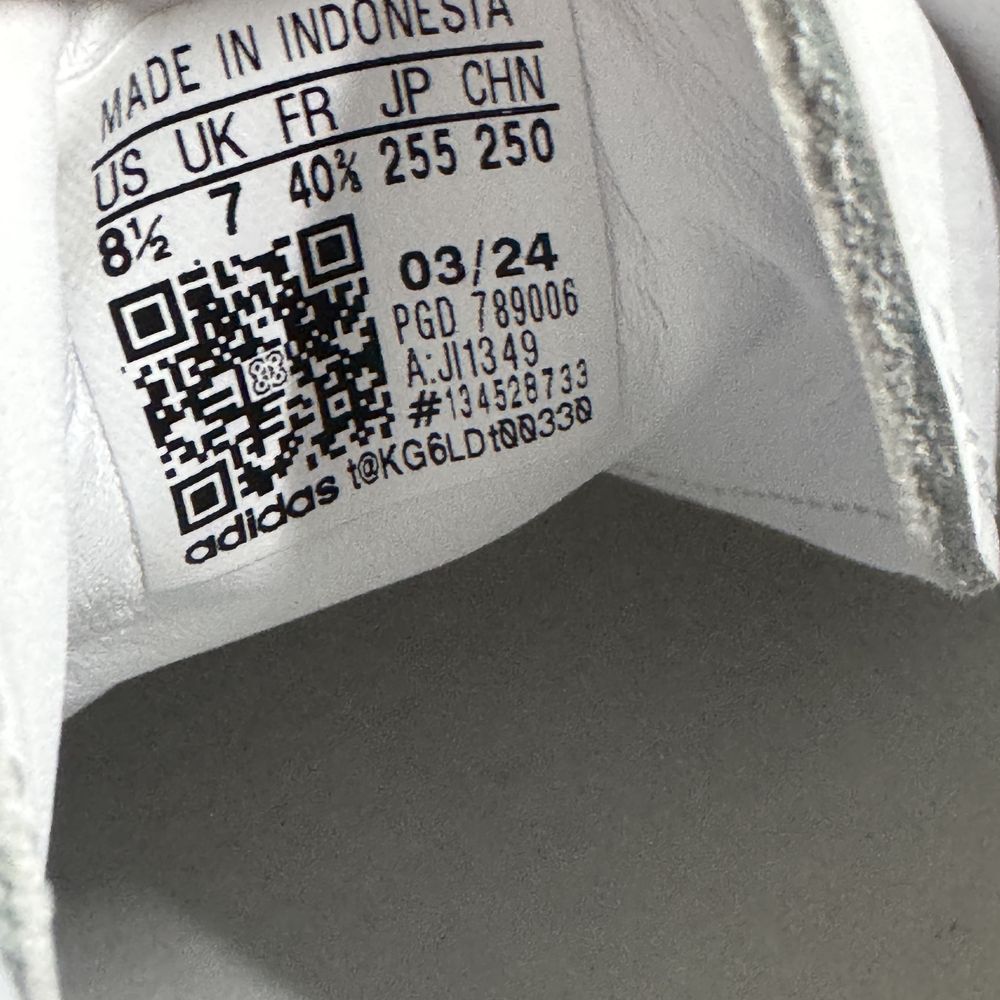 MADE IN INDONESIA
US UK FR JP CHN
8½ 7 40⅔ 255 250
03/24
PGD 789006
A:JI1349
#134528733
t@KG6LDt00330
adidas